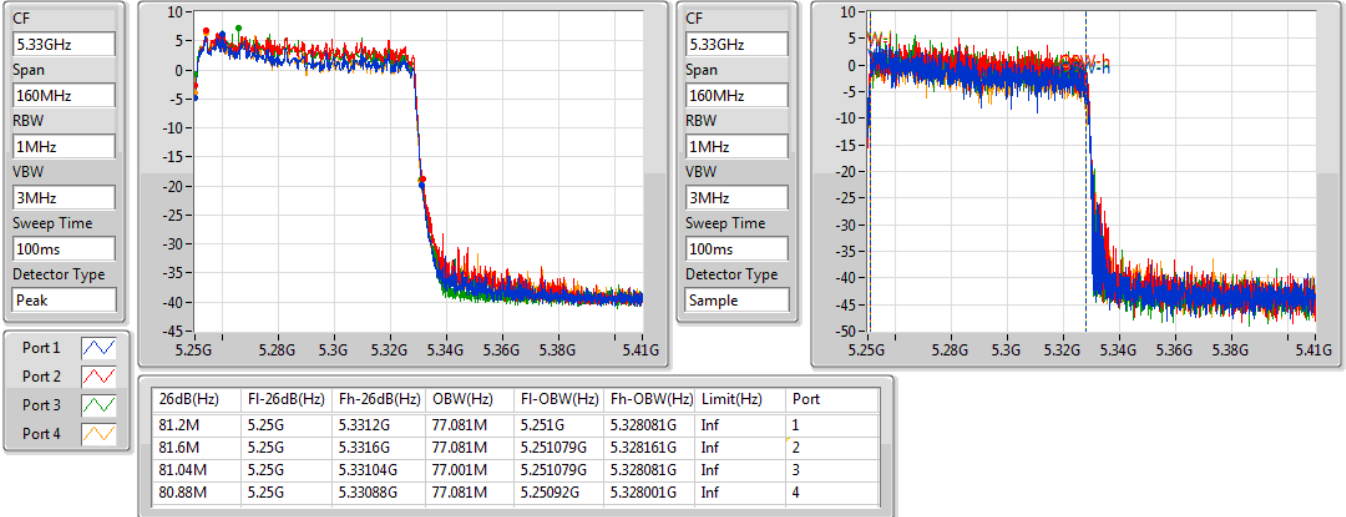 CF
5.33GHz
Span
160MHz
RBW
1MHz
VBW
3MHz
Sweep Time
100ms
Detector Type
Peak
10
5
0
-5
-10
-15
-20
-25
-30
-35
-40
-45
5.25G 5.28G 5.3G 5.32G 5.34G 5.36G 5.38G 5.41G
CF
5.33GHz
Span
160MHz
RBW
1MHz
VBW
3MHz
Sweep Time
100ms
Detector Type
Sample
10
5
0
-5
-10
-15
-20
-25
-30
-35
-40
-45
-50
5.25G 5.28G 5.3G 5.32G 5.34G 5.36G 5.38G 5.41G
Port 1
Port 2
Port 3
Port 4
26dB(Hz) Fl-26dB(Hz) Fh-26dB(Hz) OBW(Hz) Fl-OBW(Hz) Fh-OBW(Hz) Limit(Hz) Port
81.2M 5.25G 5.3312G 77.081M 5.251G 5.328081G Inf 1
81.6M 5.25G 5.3316G 77.081M 5.251079G 5.328161G Inf 2
81.04M 5.25G 5.33104G 77.001M 5.251079G 5.328081G Inf 3
80.88M 5.25G 5.33088G 77.081M 5.25092G 5.328001G Inf 4